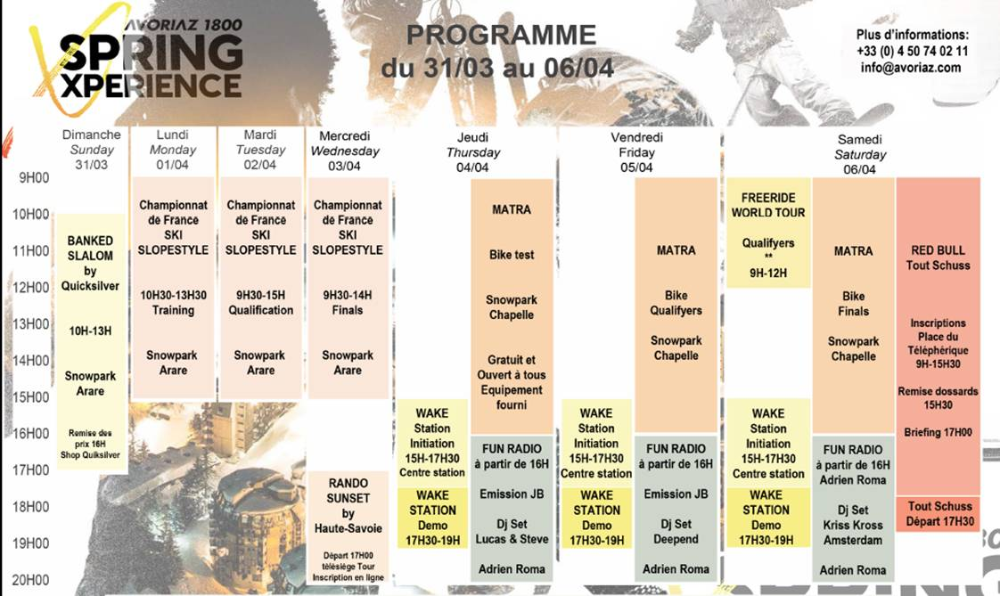 AVORIAZ 1800
SPRING
XPERIENCE
PROGRAMME
du 31/03 au 06/04
Plus d'informations:
+33 (0) 4 50 74 02 11
info@avoriaz.com
Dimanche
Sunday
31/03
Lundi
Monday
01/04
Mardi
Tuesday
02/04
Mercredi
Wednesday
03/04
Jeudi
Thursday
04/04
Vendredi
Friday
05/04
Samedi
Saturday
06/04
9H00
10H00
11H00
12H00
13H00
14H00
15H00
16H00
17H00
18H00
19H00
20H00
BANKED
SLALOM
by
Quicksilver
10H-13H
Snowpark
Arare
Remise des
prix 16H
Shop Quiksilver
Championnat
de France
SKI
SLOPESTYLE
10H30-13H30
Training
Snowpark
Arare
Championnat
de France
SKI
SLOPESTYLE
9H30-15H
Qualification
Snowpark
Arare
Championnat
de France
SKI
SLOPESTYLE
9H30-14H
Finals
Snowpark
Arare
RANDO
SUNSET
by
Haute-Savoie
Départ 17H00
télésiège Tour
Inscription en ligne
WAKE
Station
Initiation
15H-17H30
Centre station
WAKE
STATION
Demo
17H30-19H
MATRA
Bike test
Snowpark
Chapelle
Gratuit et
Ouvert à tous
Equipement
fourni
FUN RADIO
à partir de 16H
Emission JB
Dj Set
Lucas & Steve
Adrien Roma
WAKE
Station
Initiation
15H-17H30
Centre station
WAKE
STATION
Demo
17H30-19H
MATRA
Bike
Qualifyers
Snowpark
Chapelle
FUN RADIO
à partir de 16H
Emission JB
Dj Set
Deepend
Adrien Roma
FREERIDE
WORLD TOUR
Qualifyers
**
9H-12H
WAKE
Station
Initiation
15H-17H30
Centre station
WAKE
STATION
Demo
17H30-19H
MATRA
Bike
Finals
Snowpark
Chapelle
FUN RADIO
à partir de 16H
Adrien Roma
Dj Set
Kriss Kross
Amsterdam
Adrien Roma
RED BULL
Tout Schuss
Inscriptions
Place du
Téléphérique
9H-15H30
Remise dossards
15H30
Briefing 17H00
Tout Schuss
Départ 17H30